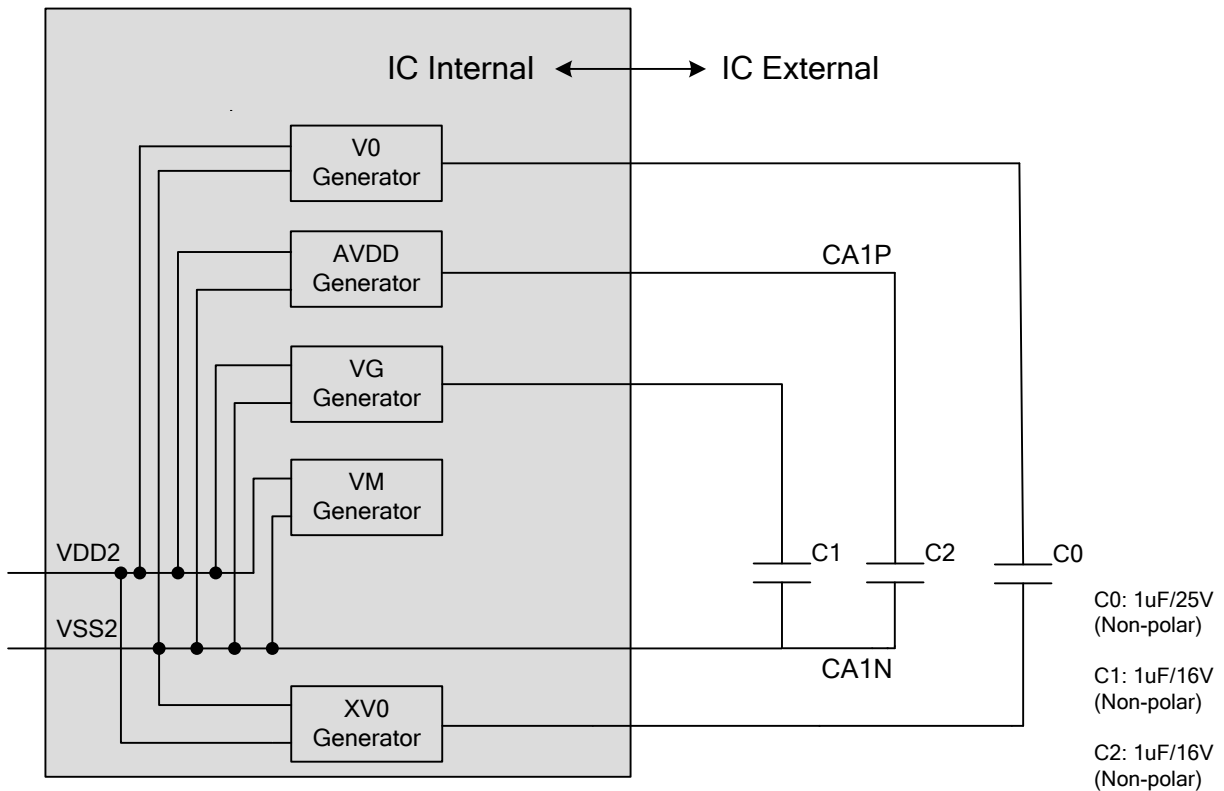 IC Internal
IC External
V0
Generator
AVDD
Generator
CA1P
VG
Generator
VM
Generator
VDD2
C1
C2
C0
VSS2
CA1N
XV0
Generator
C0: 1uF/25V
(Non-polar)
C1: 1uF/16V
(Non-polar)
C2: 1uF/16V
(Non-polar)